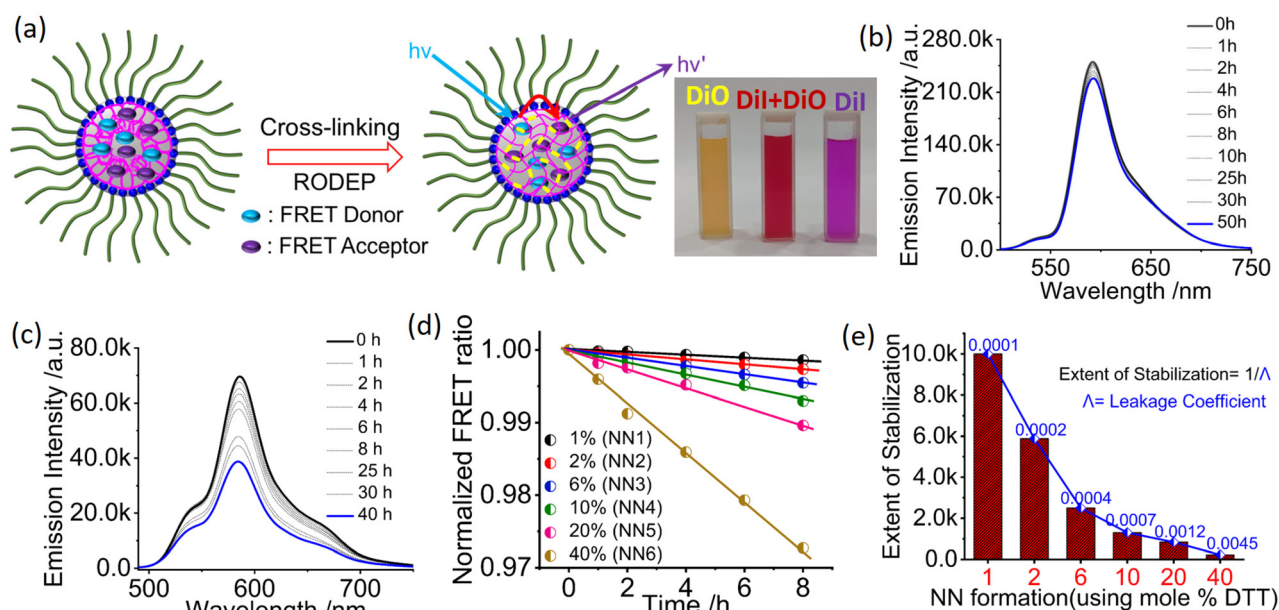 (a)
hν
hν'
Cross-linking
RODEP
: FRET Donor
: FRET Acceptor
DiO
DiI+DiO
DiI
(b)
Emission Intensity /a.u.
280.0k
210.0k
140.0k
70.0k
0.0
550
650
750
Wavelength /nm
0h
1h
2h
4h
6h
8h
10h
25h
30h
50h
(c)
Emission Intensity /a.u.
80.0k
60.0k
40.0k
20.0k
0.0
500
600
700
Wavelength /nm
0 h
1 h
2 h
4 h
6 h
8 h
25 h
30 h
40 h
(d)
Normalized FRET ratio
1.00
0.99
0.98
0.97
0
2
4
6
8
Time /h
1% (NN1)
2% (NN2)
6% (NN3)
10% (NN4)
20% (NN5)
40% (NN6)
(e)
Extent of Stabilization
10.0k
8.0k
6.0k
4.0k
2.0k
0.0
0.0001
0.0002
0.0004
0.0007
0.0012
0.0045
Extent of Stabilization= 1/Λ
Λ= Leakage Coefficient
1
2
6
10
20
40
NN formation(using mole % DTT)